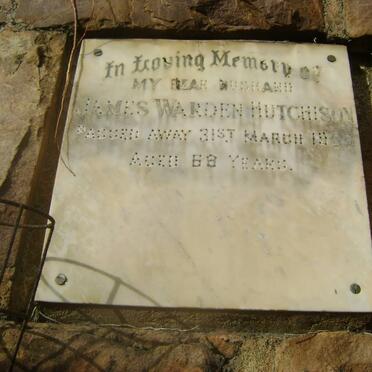 In Loving Memory of
MY DEAR HUSBAND
JAMES WARDEN HUTCHISON
PASSED AWAY 31ST MARCH
AGED 68 YEARS.